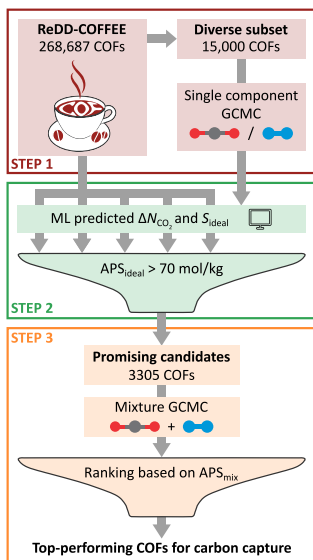 ReDD-COFFEE
268,687 COFs
Diverse subset
15,000 COFs
Single component
GCMC
/
STEP 1
ML predicted ΔN_CO₂ and S_ideal
APS_ideal > 70 mol/kg
STEP 2
STEP 3
Promising candidates
3305 COFs
Mixture GCMC
+
Ranking based on APS_mix
Top-performing COFs for carbon capture